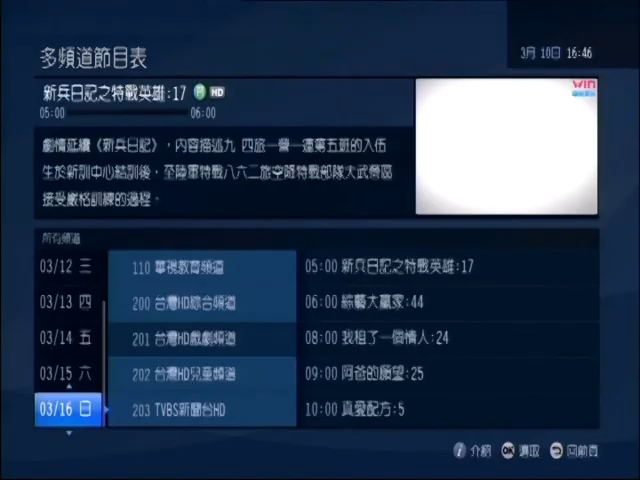 多頻道節目表
3月 10日 16:46
新兵日記之特戰英雄:17 HD
05:00 06:00
win
劇情延續《新兵日記》，內容描述九 四旅一營一連第五班的入伍
生於新訓中心結訓後，至陸軍特戰八六二旅空降特戰部隊大武營區
接受嚴格訓練的過程。
所有頻道
03/12 三
03/13 四
03/14 五
03/15 六
03/16 日
110 華視教育頻道
200 台灣HD綜合頻道
201 台灣HD戲劇頻道
202 台灣HD兒童頻道
203 TVBS新聞台HD
05:00 新兵日記之特戰英雄:17
06:00 綜藝大贏家:44
08:00 我租了一個情人:24
09:00 阿爸的願望:25
10:00 真愛配方:5
i 介紹 OK 選取 回前頁